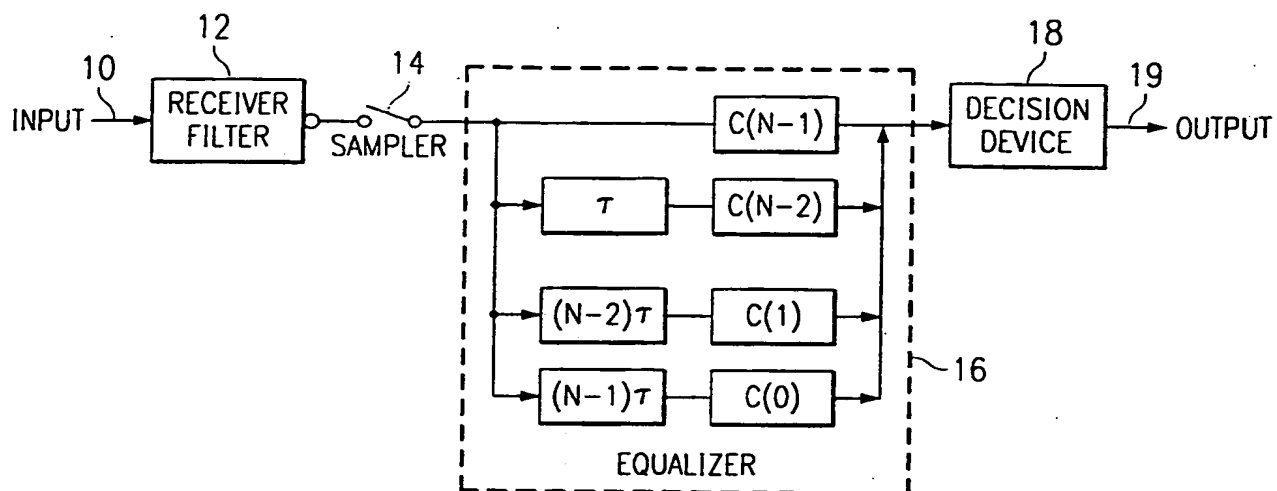 12
14
18
10
19
INPUT
RECEIVER
FILTER
SAMPLER
C(N-1)
DECISION
DEVICE
OUTPUT
τ
C(N-2)
(N-2)τ
C(1)
16
(N-1)τ
C(0)
EQUALIZER